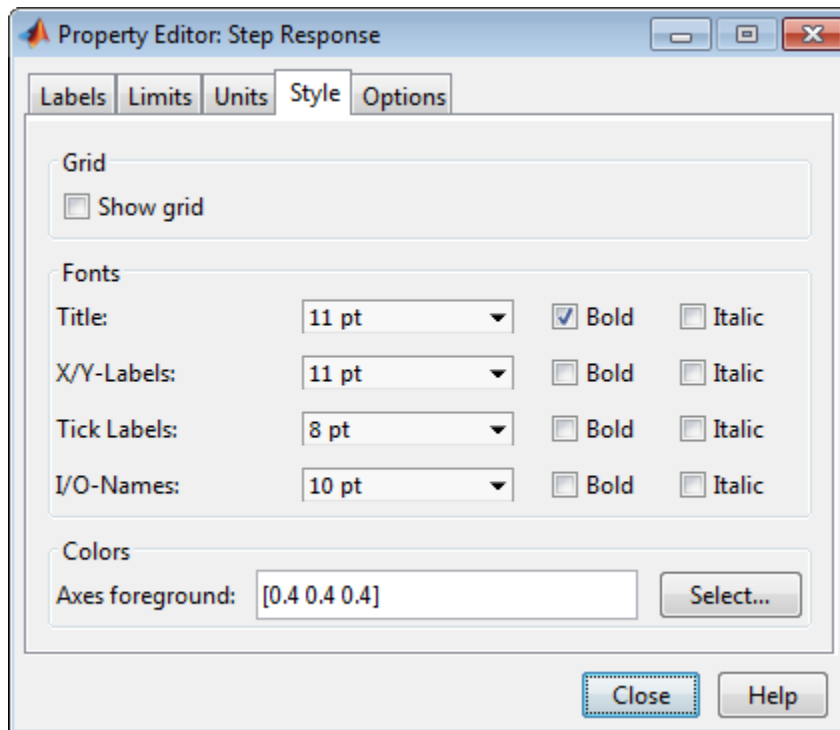 Property Editor: Step Response
Labels Limits Units Style Options
Grid
Show grid
Fonts
Title: 11 pt Bold Italic
X/Y-Labels: 11 pt Bold Italic
Tick Labels: 8 pt Bold Italic
I/O-Names: 10 pt Bold Italic
Colors
Axes foreground: [0.4 0.4 0.4] Select...
Close Help